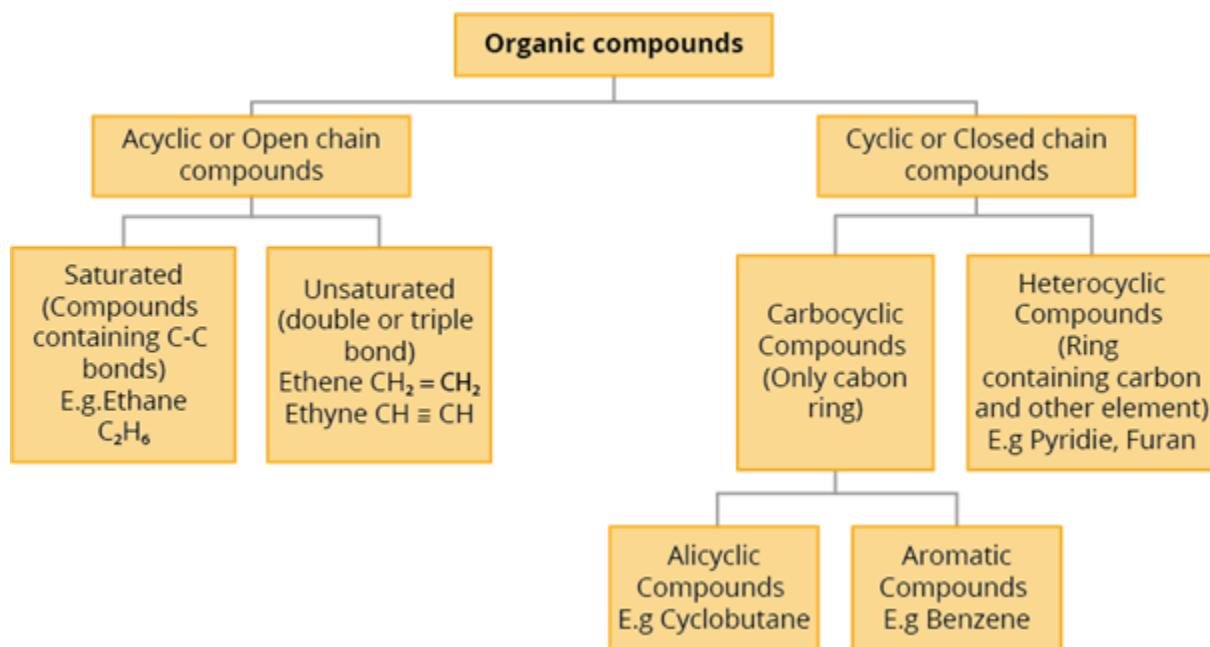 Organic compounds
Acyclic or Open chain
compounds
Cyclic or Closed chain
compounds
Saturated
(Compounds
containing C-C
bonds)
E.g.Ethane
C₂H₆
Unsaturated
(double or triple
bond)
Ethene CH₂ = CH₂
Ethyne CH ≡ CH
Carbocyclic
Compounds
(Only cabon
ring)
Heterocyclic
Compounds
(Ring
containing carbon
and other element)
E.g Pyridie, Furan
Alicyclic
Compounds
E.g Cyclobutane
Aromatic
Compounds
E.g Benzene